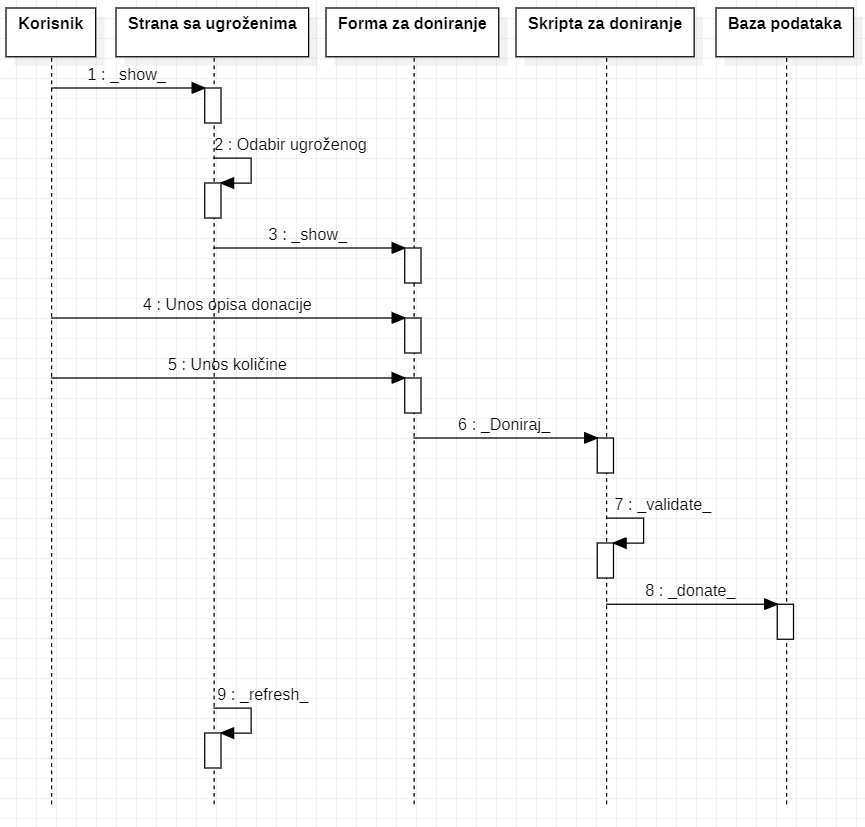 Korisnik
Strana sa ugroženima
Forma za doniranje
Skripta za doniranje
Baza podataka
1 : _show_
2 : Odabir ugroženog
3 : _show_
4 : Unos opisa donacije
5 : Unos količine
6 : _Doniraj_
7 : _validate_
8 : _donate_
9 : _refresh_